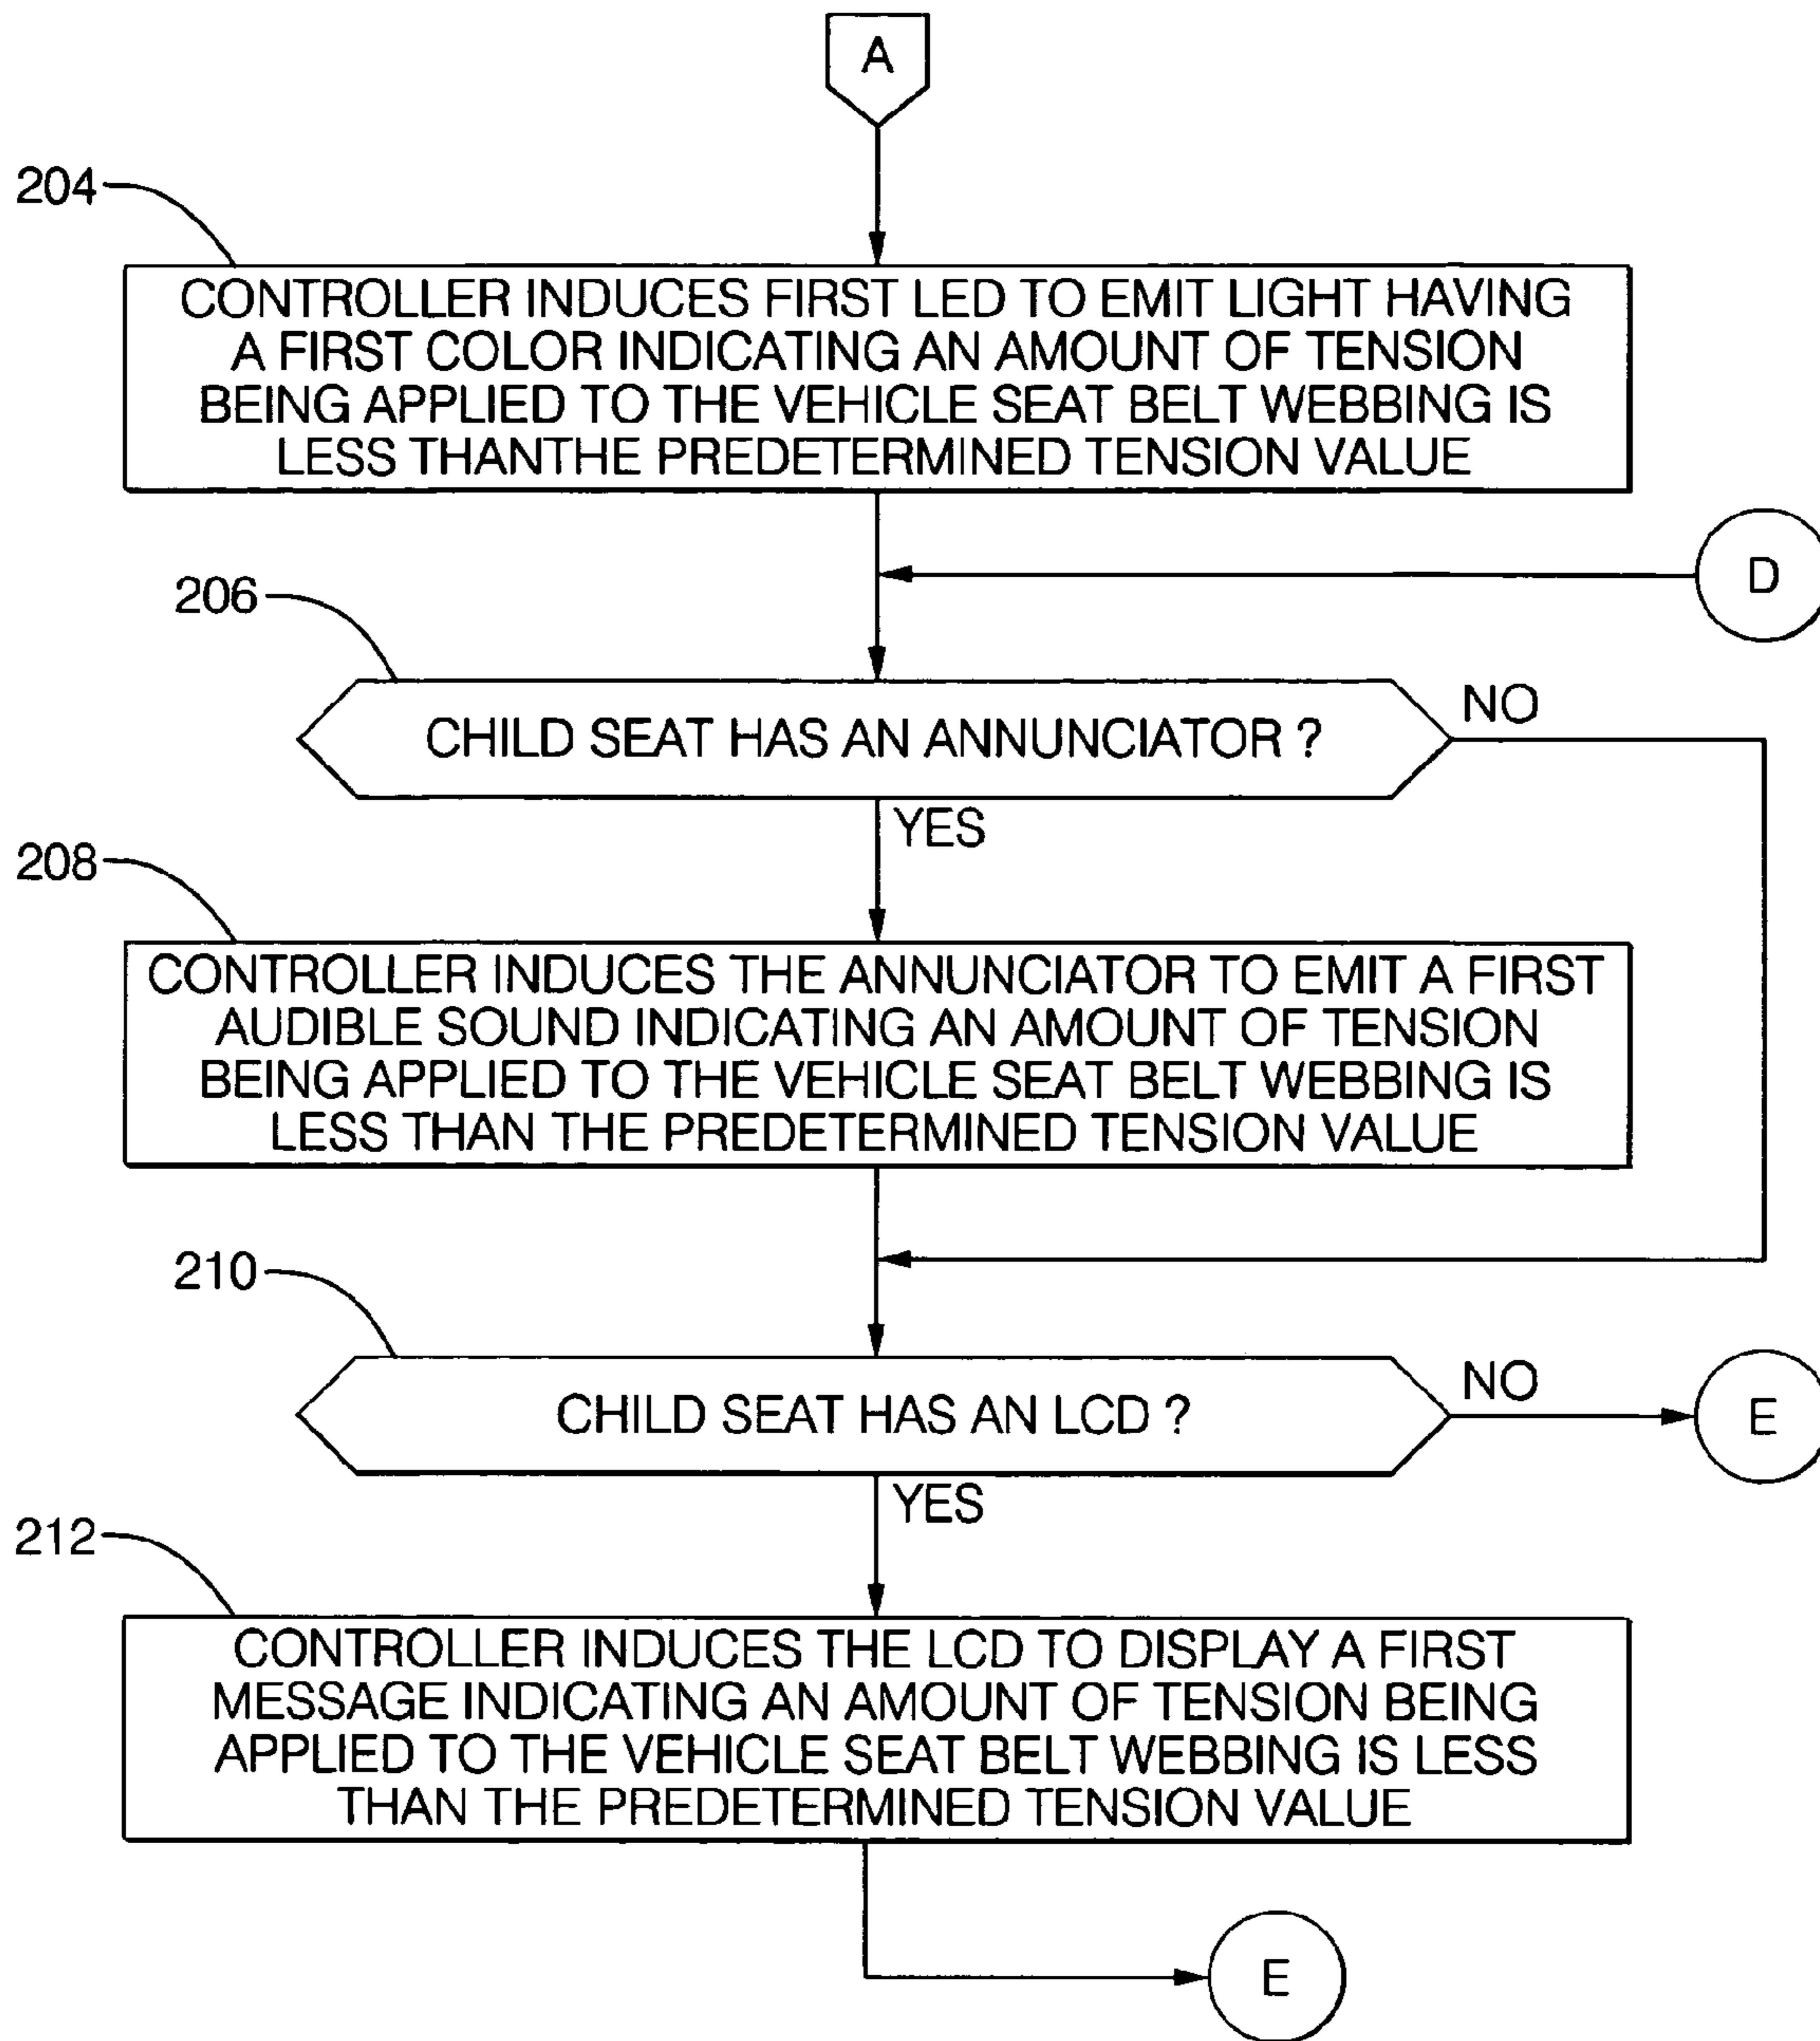 A
204
CONTROLLER INDUCES FIRST LED TO EMIT LIGHT HAVING
A FIRST COLOR INDICATING AN AMOUNT OF TENSION
BEING APPLIED TO THE VEHICLE SEAT BELT WEBBING IS
LESS THANTHE PREDETERMINED TENSION VALUE
D
206
CHILD SEAT HAS AN ANNUNCIATOR ?
NO
YES
208
CONTROLLER INDUCES THE ANNUNCIATOR TO EMIT A FIRST
AUDIBLE SOUND INDICATING AN AMOUNT OF TENSION
BEING APPLIED TO THE VEHICLE SEAT BELT WEBBING IS
LESS THAN THE PREDETERMINED TENSION VALUE
210
CHILD SEAT HAS AN LCD ?
NO
E
YES
212
CONTROLLER INDUCES THE LCD TO DISPLAY A FIRST
MESSAGE INDICATING AN AMOUNT OF TENSION BEING
APPLIED TO THE VEHICLE SEAT BELT WEBBING IS LESS
THAN THE PREDETERMINED TENSION VALUE
E